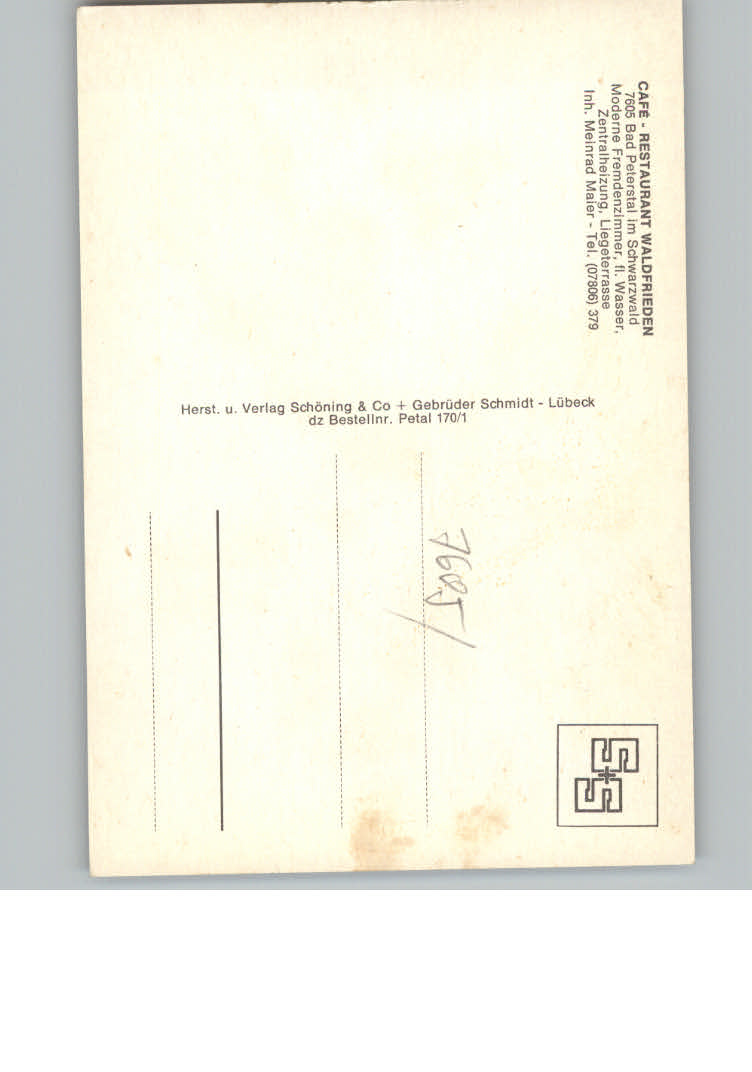 CAFÉ - RESTAURANT WALDFRIEDEN
7605 Bad Peterstal im Schwarzwald
Moderne Fremdenzimmer, fl. Wasser,
Zentralheizung, Liegeterrasse
Inh. Meinrad Maier - Tel. (07806) 379
Herst. u. Verlag Schöning & Co + Gebrüder Schmidt - Lübeck
dz Bestellnr. Petal 170/1
7605/
S+S